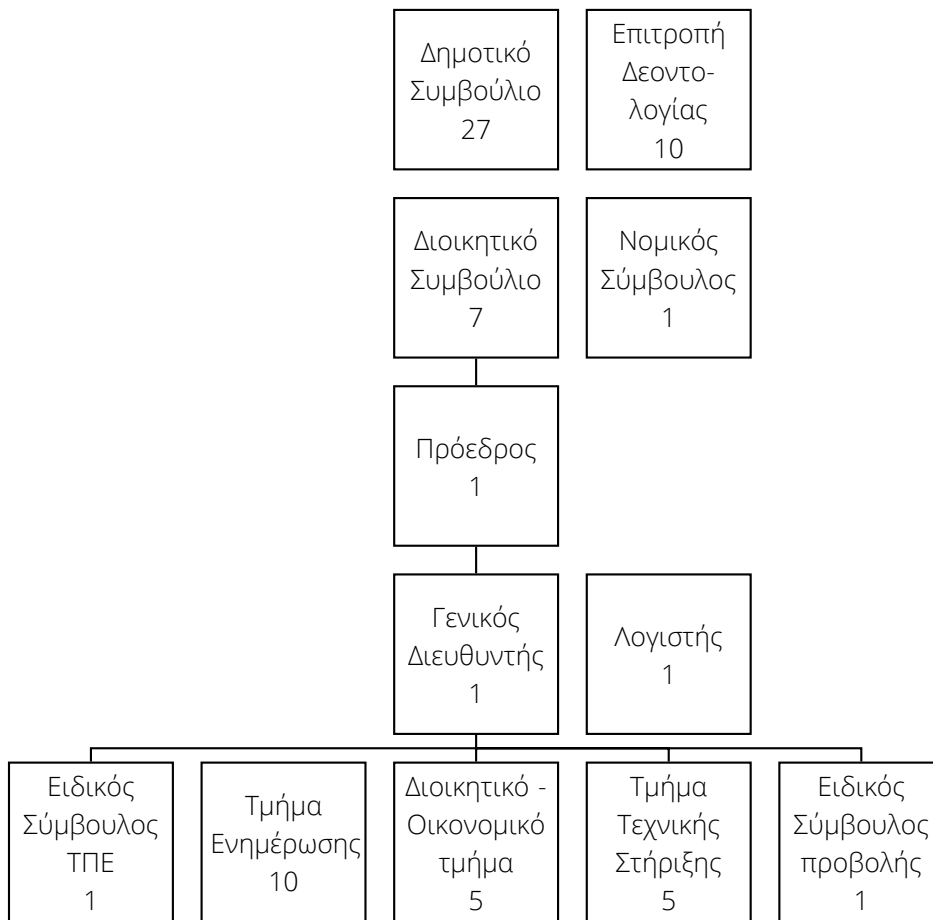 Δημοτικό
Συμβούλιο
27
Επιτροπή
Δεοντο-
λογίας
10
Διοικητικό
Συμβούλιο
7
Νομικός
Σύμβουλος
1
Πρόεδρος
1
Γενικός
Διευθυντής
1
Λογιστής
1
Ειδικός
Σύμβουλος
ΤΠΕ
1
Τμήμα
Ενημέρωσης
10
Διοικητικό -
Οικονομικό
τμήμα
5
Τμήμα
Τεχνικής
Στήριξης
5
Ειδικός
Σύμβουλος
προβολής
1